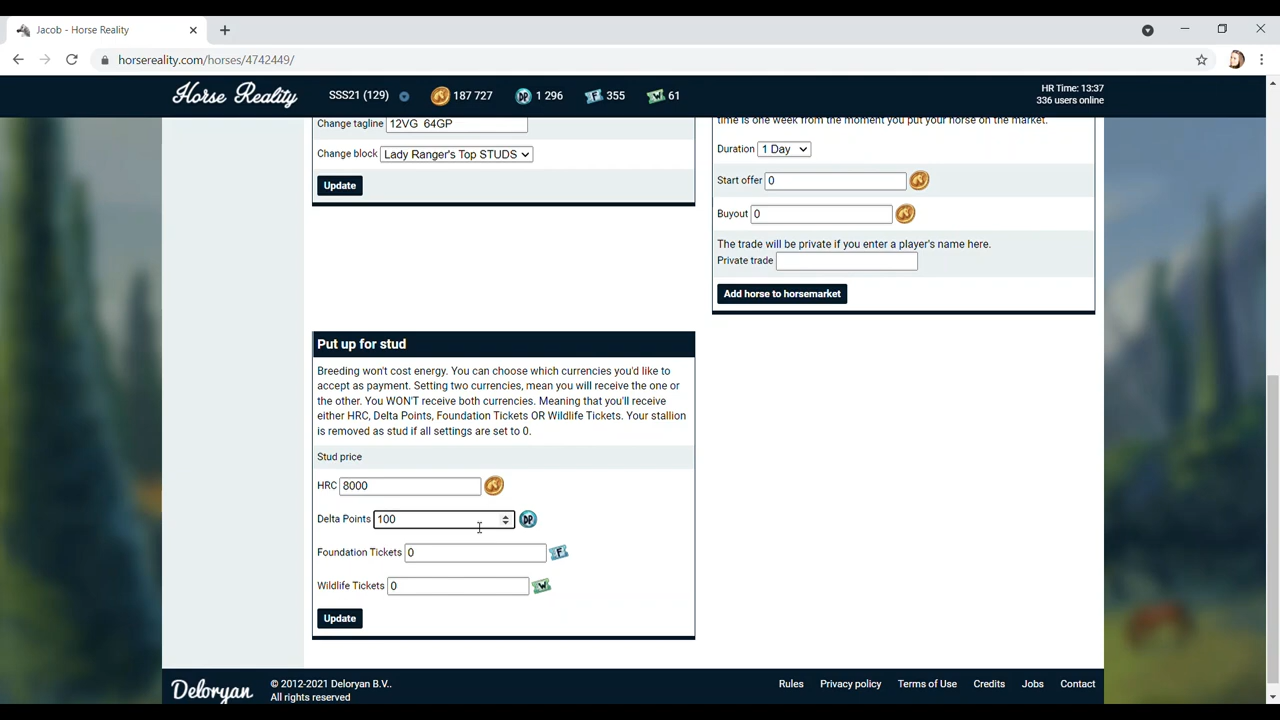 Jacob - Horse Reality
horsereality.com/horses/4742449/
Horse Reality
SSS21 (129)
187 727
DP
1 296
F
355
W
61
HR Time: 13:37
336 users online
Change tagline 12VG 64GP
Change block Lady Ranger's Top STUDS
Update
time is one week from the moment you put your horse on the market.
Duration 1 Day
Start offer 0
Buyout 0
The trade will be private if you enter a player's name here.
Private trade
Add horse to horsemarket
Put up for stud
Breeding won't cost energy. You can choose which currencies you'd like to
accept as payment. Setting two currencies, mean you will receive the one or
the other. You WON'T receive both currencies. Meaning that you'll receive
either HRC, Delta Points, Foundation Tickets OR Wildlife Tickets. Your stallion
is removed as stud if all settings are set to 0.
Stud price
HRC 8000
Delta Points 100 DP
Foundation Tickets 0 F
Wildlife Tickets 0 W
Update
Deloryan
© 2012-2021 Deloryan B.V..
All rights reserved
Rules
Privacy policy
Terms of Use
Credits
Jobs
Contact